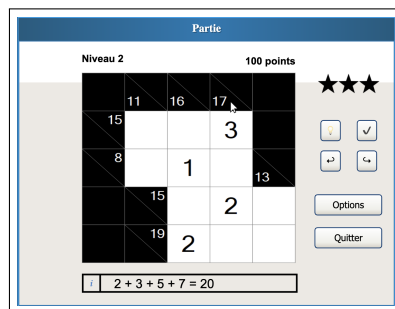 Partie
Niveau 2 100 points
11 16 17
15 3
8 1 13
15 2
19 2
Options
Quitter
i 2 + 3 + 5 + 7 = 20